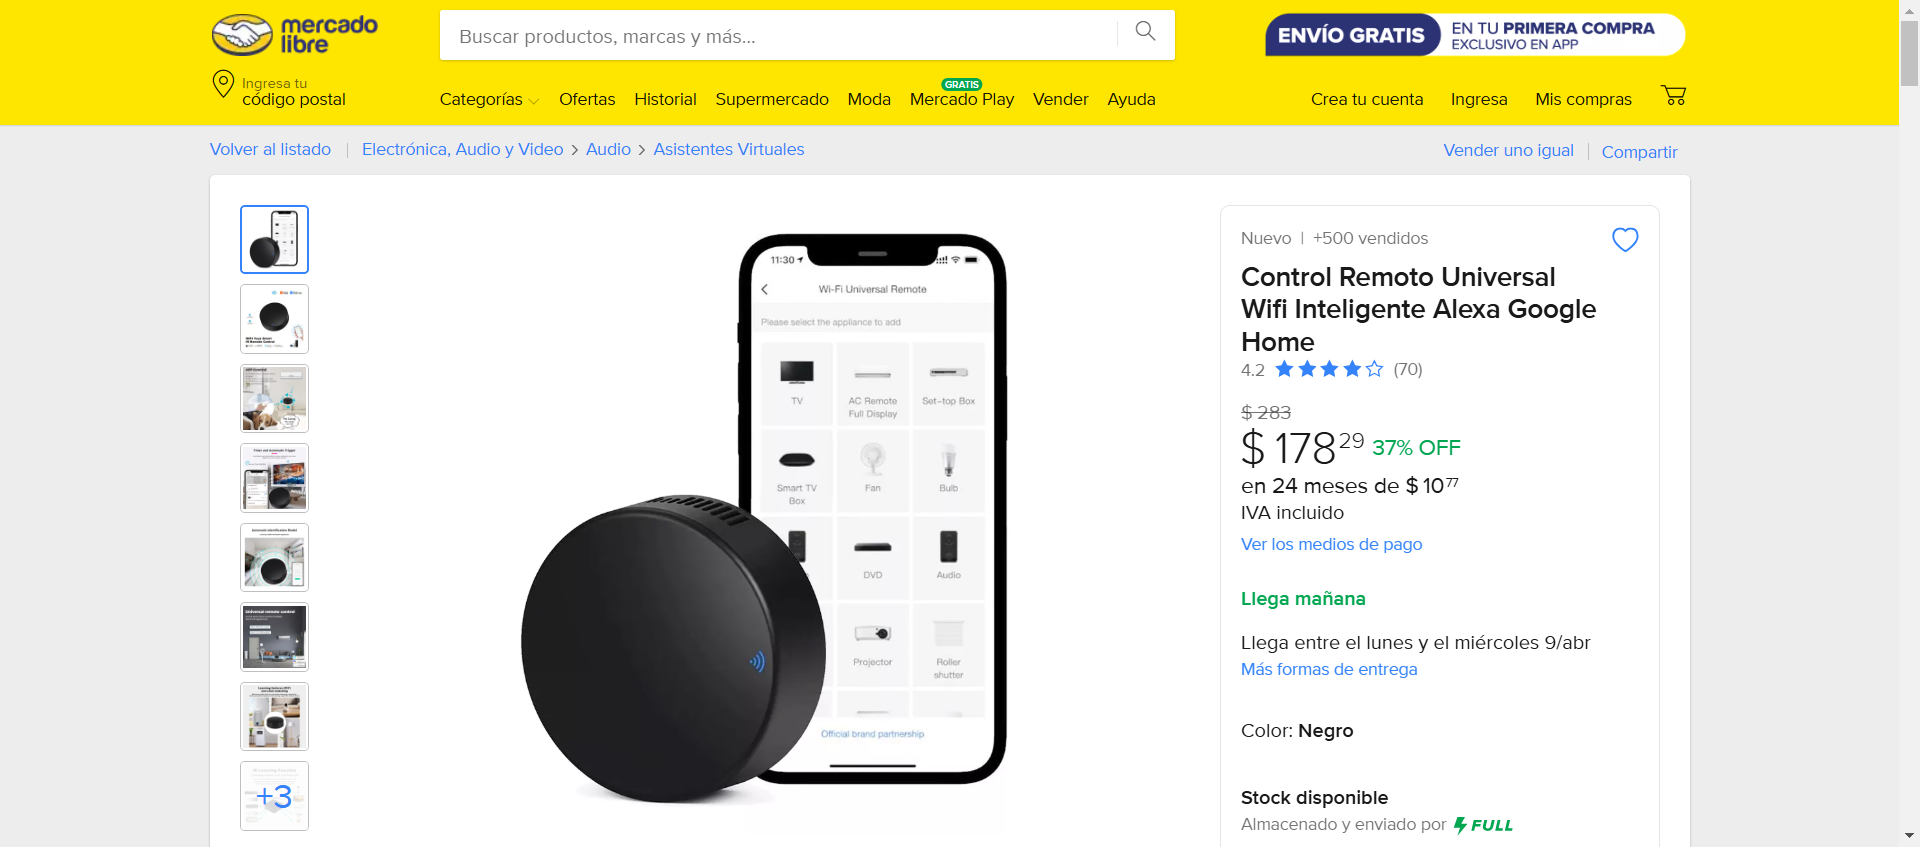 mercado
libre
Buscar productos, marcas y más...
ENVÍO GRATIS
EN TU PRIMERA COMPRA
EXCLUSIVO EN APP
Ingresa tu
código postal
Categorías
Ofertas
Historial
Supermercado
Moda
GRATIS
Mercado Play
Vender
Ayuda
Crea tu cuenta
Ingresa
Mis compras
Volver al listado
Electrónica, Audio y Video
Audio
Asistentes Virtuales
Vender uno igual
Compartir
+3
11:30
Wi-Fi Universal Remote
Please select the appliance to add
TV
AC Remote
Full Display
Set-top Box
Smart TV
Box
Fan
Bulb
DVD
Audio
Projector
Roller
shutter
Official brand partnership
Nuevo | +500 vendidos
Control Remoto Universal
Wifi Inteligente Alexa Google
Home
4.2 (70)
$ 283
$ 178 29 37% OFF
en 24 meses de $ 10 77
IVA incluido
Ver los medios de pago
Llega mañana
Llega entre el lunes y el miércoles 9/abr
Más formas de entrega
Color: Negro
Stock disponible
Almacenado y enviado por FULL